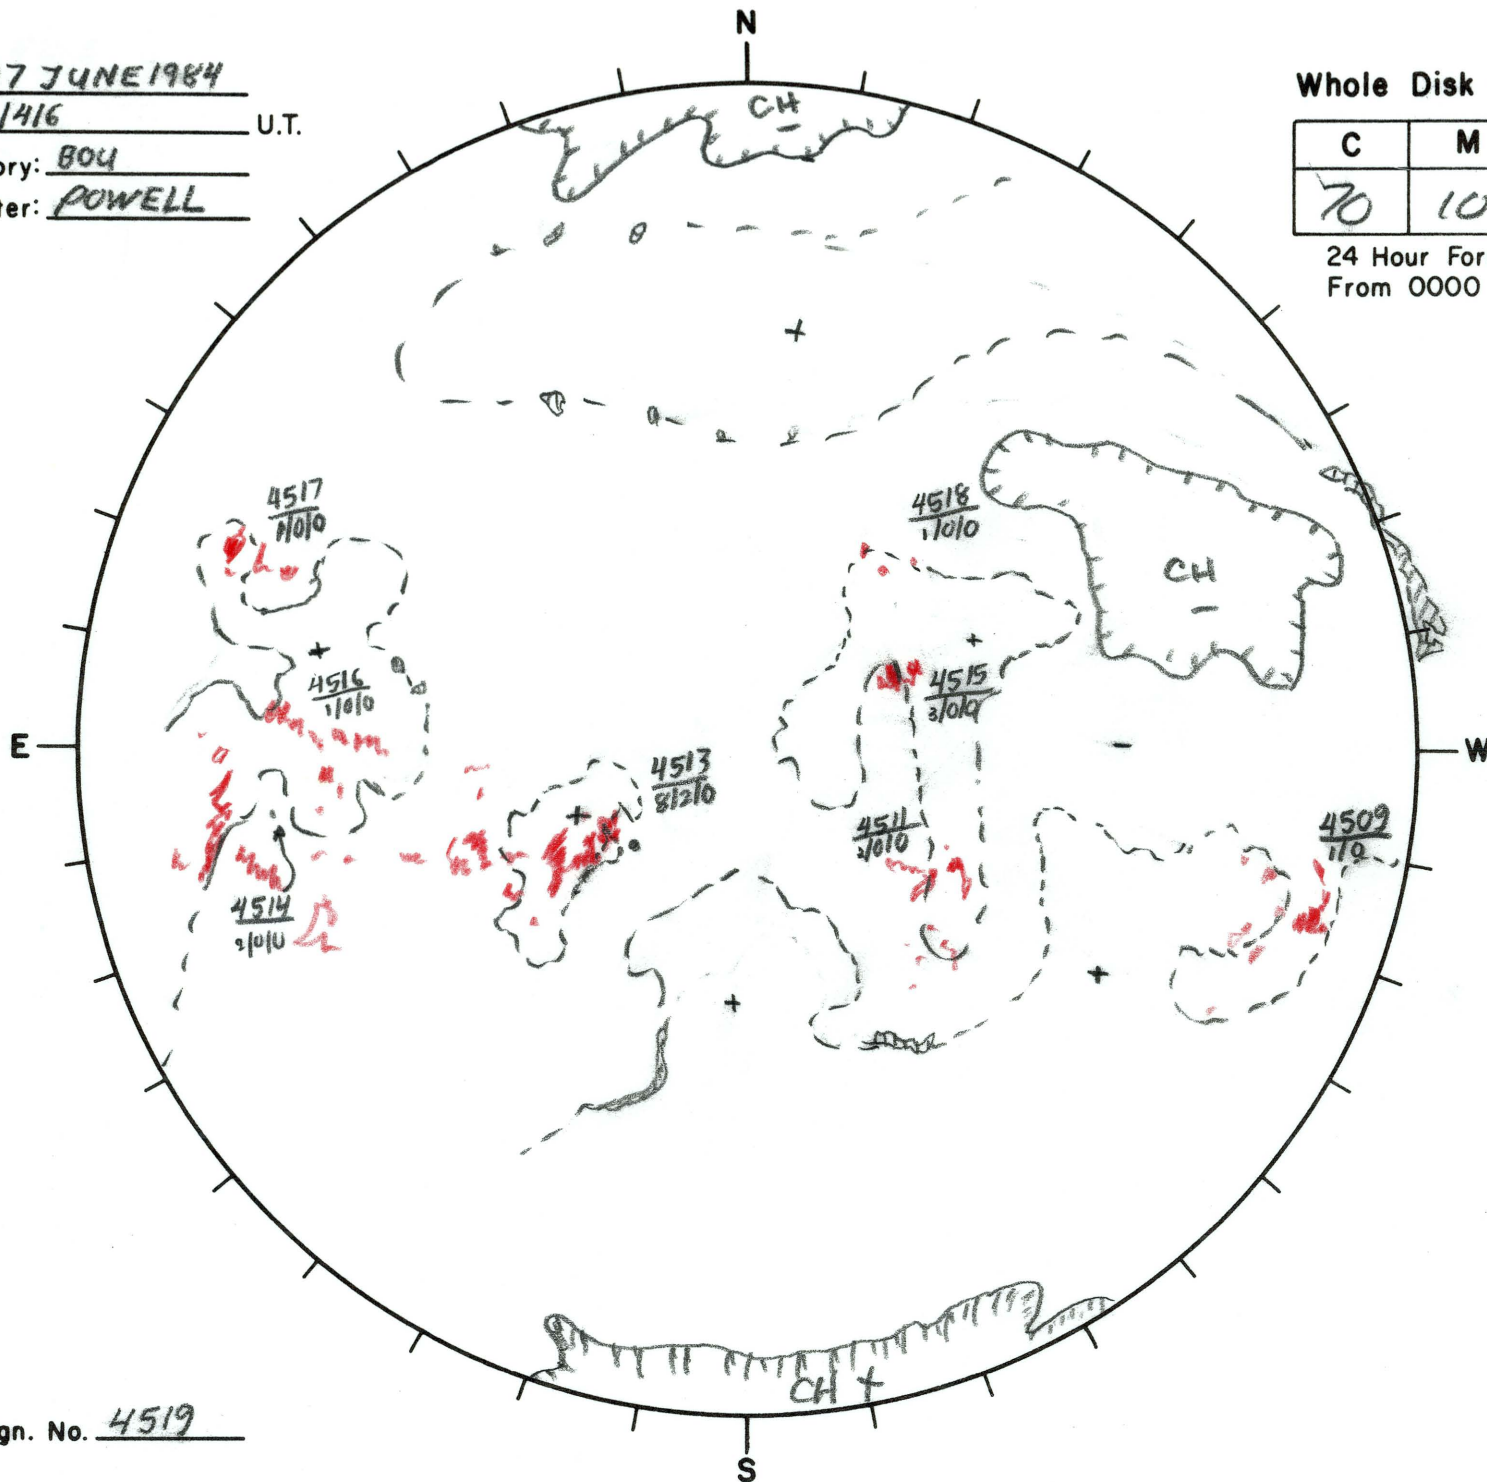 N
7 JUNE 1984
1416 U.T.
ory: BOU
ter: POWELL
Whole Disk
C M
70 10
24 Hour For
From 0000
CH
-
+
4517
1/0/0
4518
1/0/0
CH
-
+
+
4516
1/0/0
4515
3/0/0
E
-
W
4513
8/2/0
+
4511
2/0/0
4509
1/0
4514
2/0/0
+
+
CH +
gn. No. 4519
S